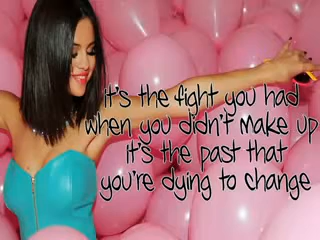 it's the fight you had
when you didn't make up
it's the past that
you're dying to change